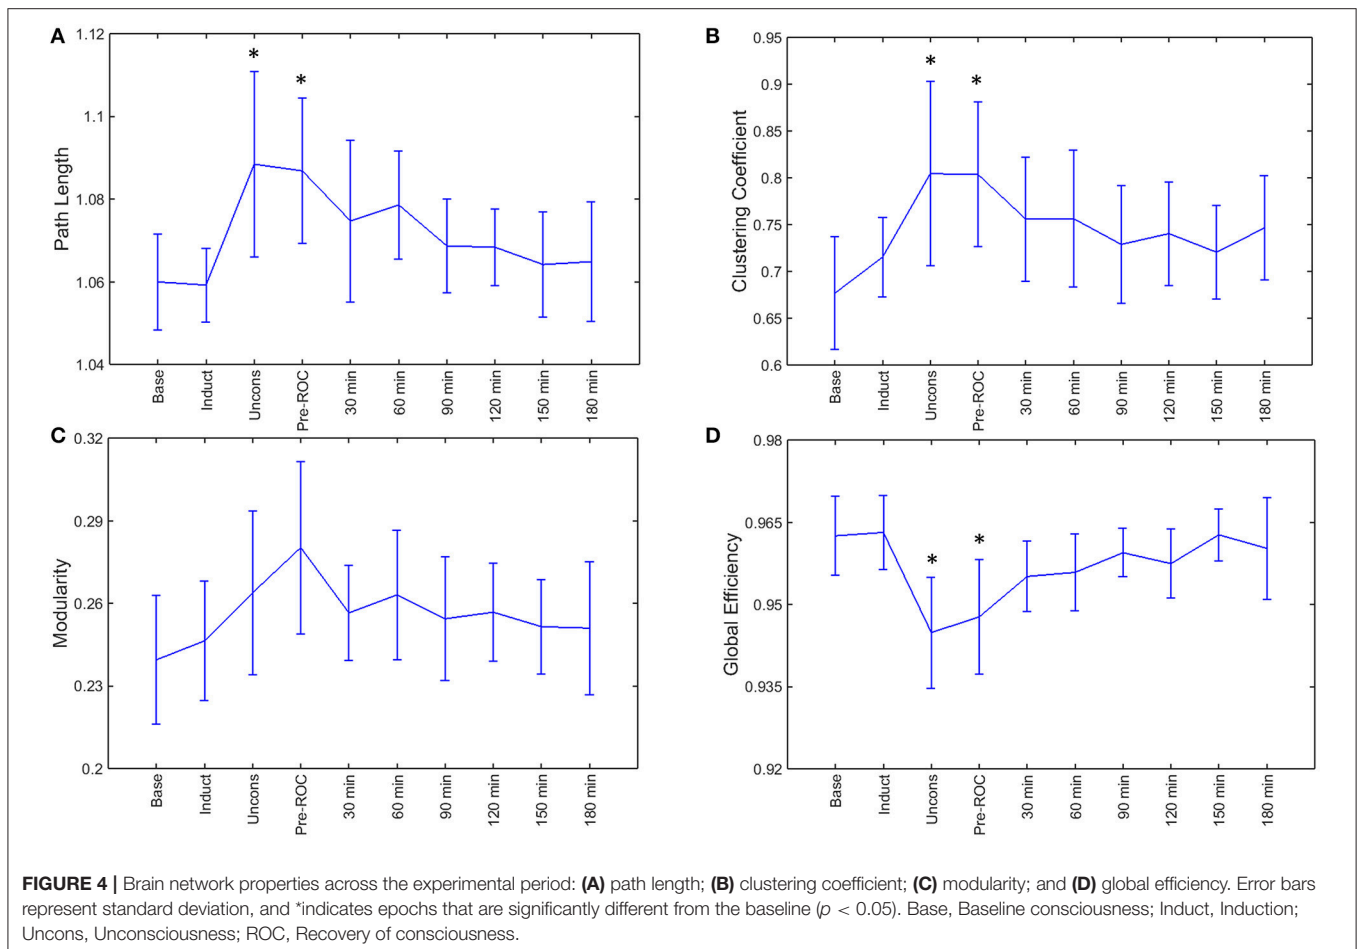 A
1.12
1.1
1.08
1.06
1.04
Path Length
*
*
Base
Induct
Uncons
Pre-ROC
30 min
60 min
90 min
120 min
150 min
180 min
B
0.95
0.9
0.85
0.8
0.75
0.7
0.65
0.6
Clustering Coefficient
*
*
Base
Induct
Uncons
Pre-ROC
30 min
60 min
90 min
120 min
150 min
180 min
C
0.32
0.29
0.26
0.23
0.2
Modularity
Base
Induct
Uncons
Pre-ROC
30 min
60 min
90 min
120 min
150 min
180 min
D
0.98
0.965
0.95
0.935
0.92
Global Efficiency
*
*
Base
Induct
Uncons
Pre-ROC
30 min
60 min
90 min
120 min
150 min
180 min
FIGURE 4 | Brain network properties across the experimental period: (A) path length; (B) clustering coefficient; (C) modularity; and (D) global efficiency. Error bars
represent standard deviation, and *indicates epochs that are significantly different from the baseline (p < 0.05). Base, Baseline consciousness; Induct, Induction;
Uncons, Unconsciousness; ROC, Recovery of consciousness.